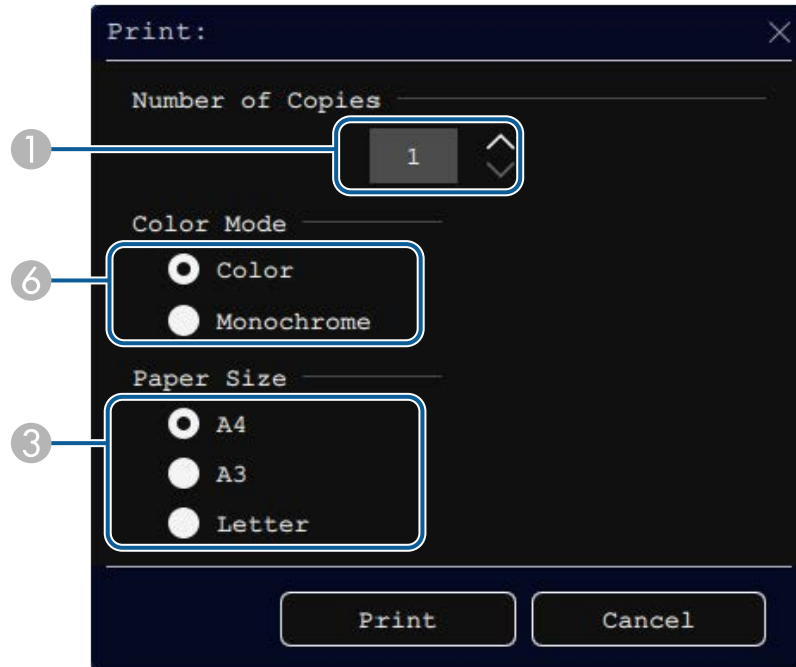 Print:
Number of Copies
1
1
Color Mode
6
Color
Monochrome
Paper Size
A4
3
A3
Letter
Print Cancel